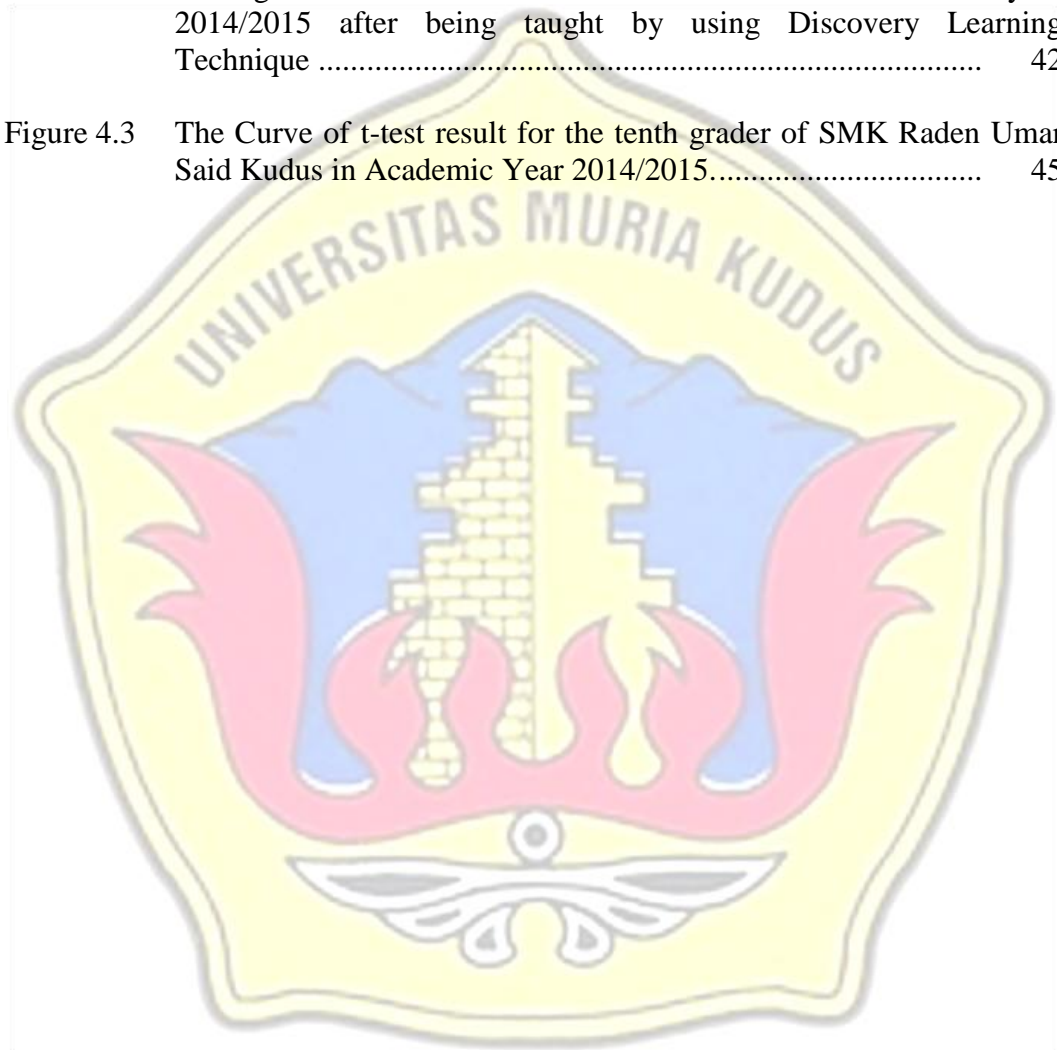 2014/2015 after being taught by using Discovery Learning
Technique ...................................................................... 42
Figure 4.3 The Curve of t-test result for the tenth grader of SMK Raden Umar
Said Kudus in Academic Year 2014/2015............................. 45
UNIVERSITAS MURIA KUDUS